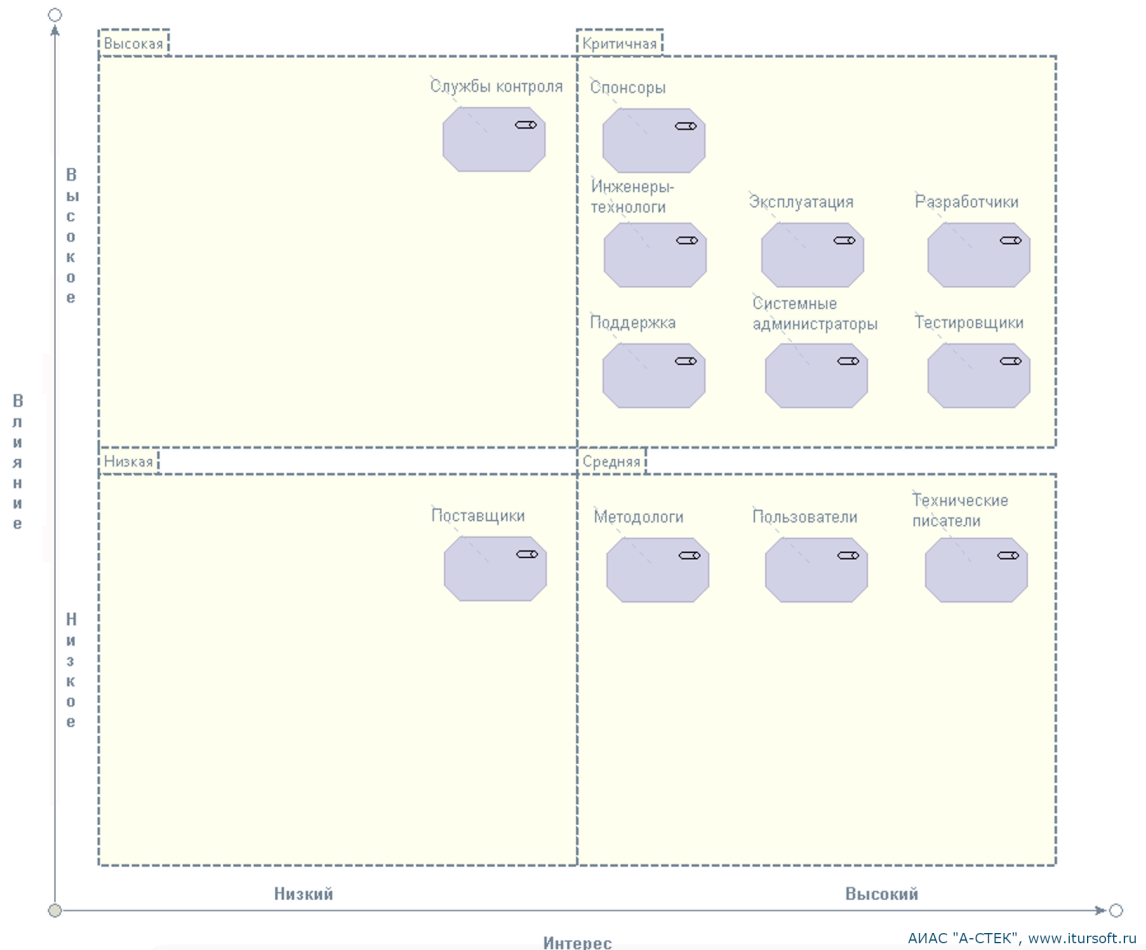 Высокая
Критичная
Службы контроля
Спонсоры
Инженеры-
технологи
Эксплуатация
Разработчики
Поддержка
Системные
администраторы
Тестировщики
Высокое
Влияние
Низкая
Средняя
Поставщики
Методологи
Пользователи
Технические
писатели
Низкое
Низкий
Высокий
Интерес
АИАС "А-СТЕК", www.itursoft.ru